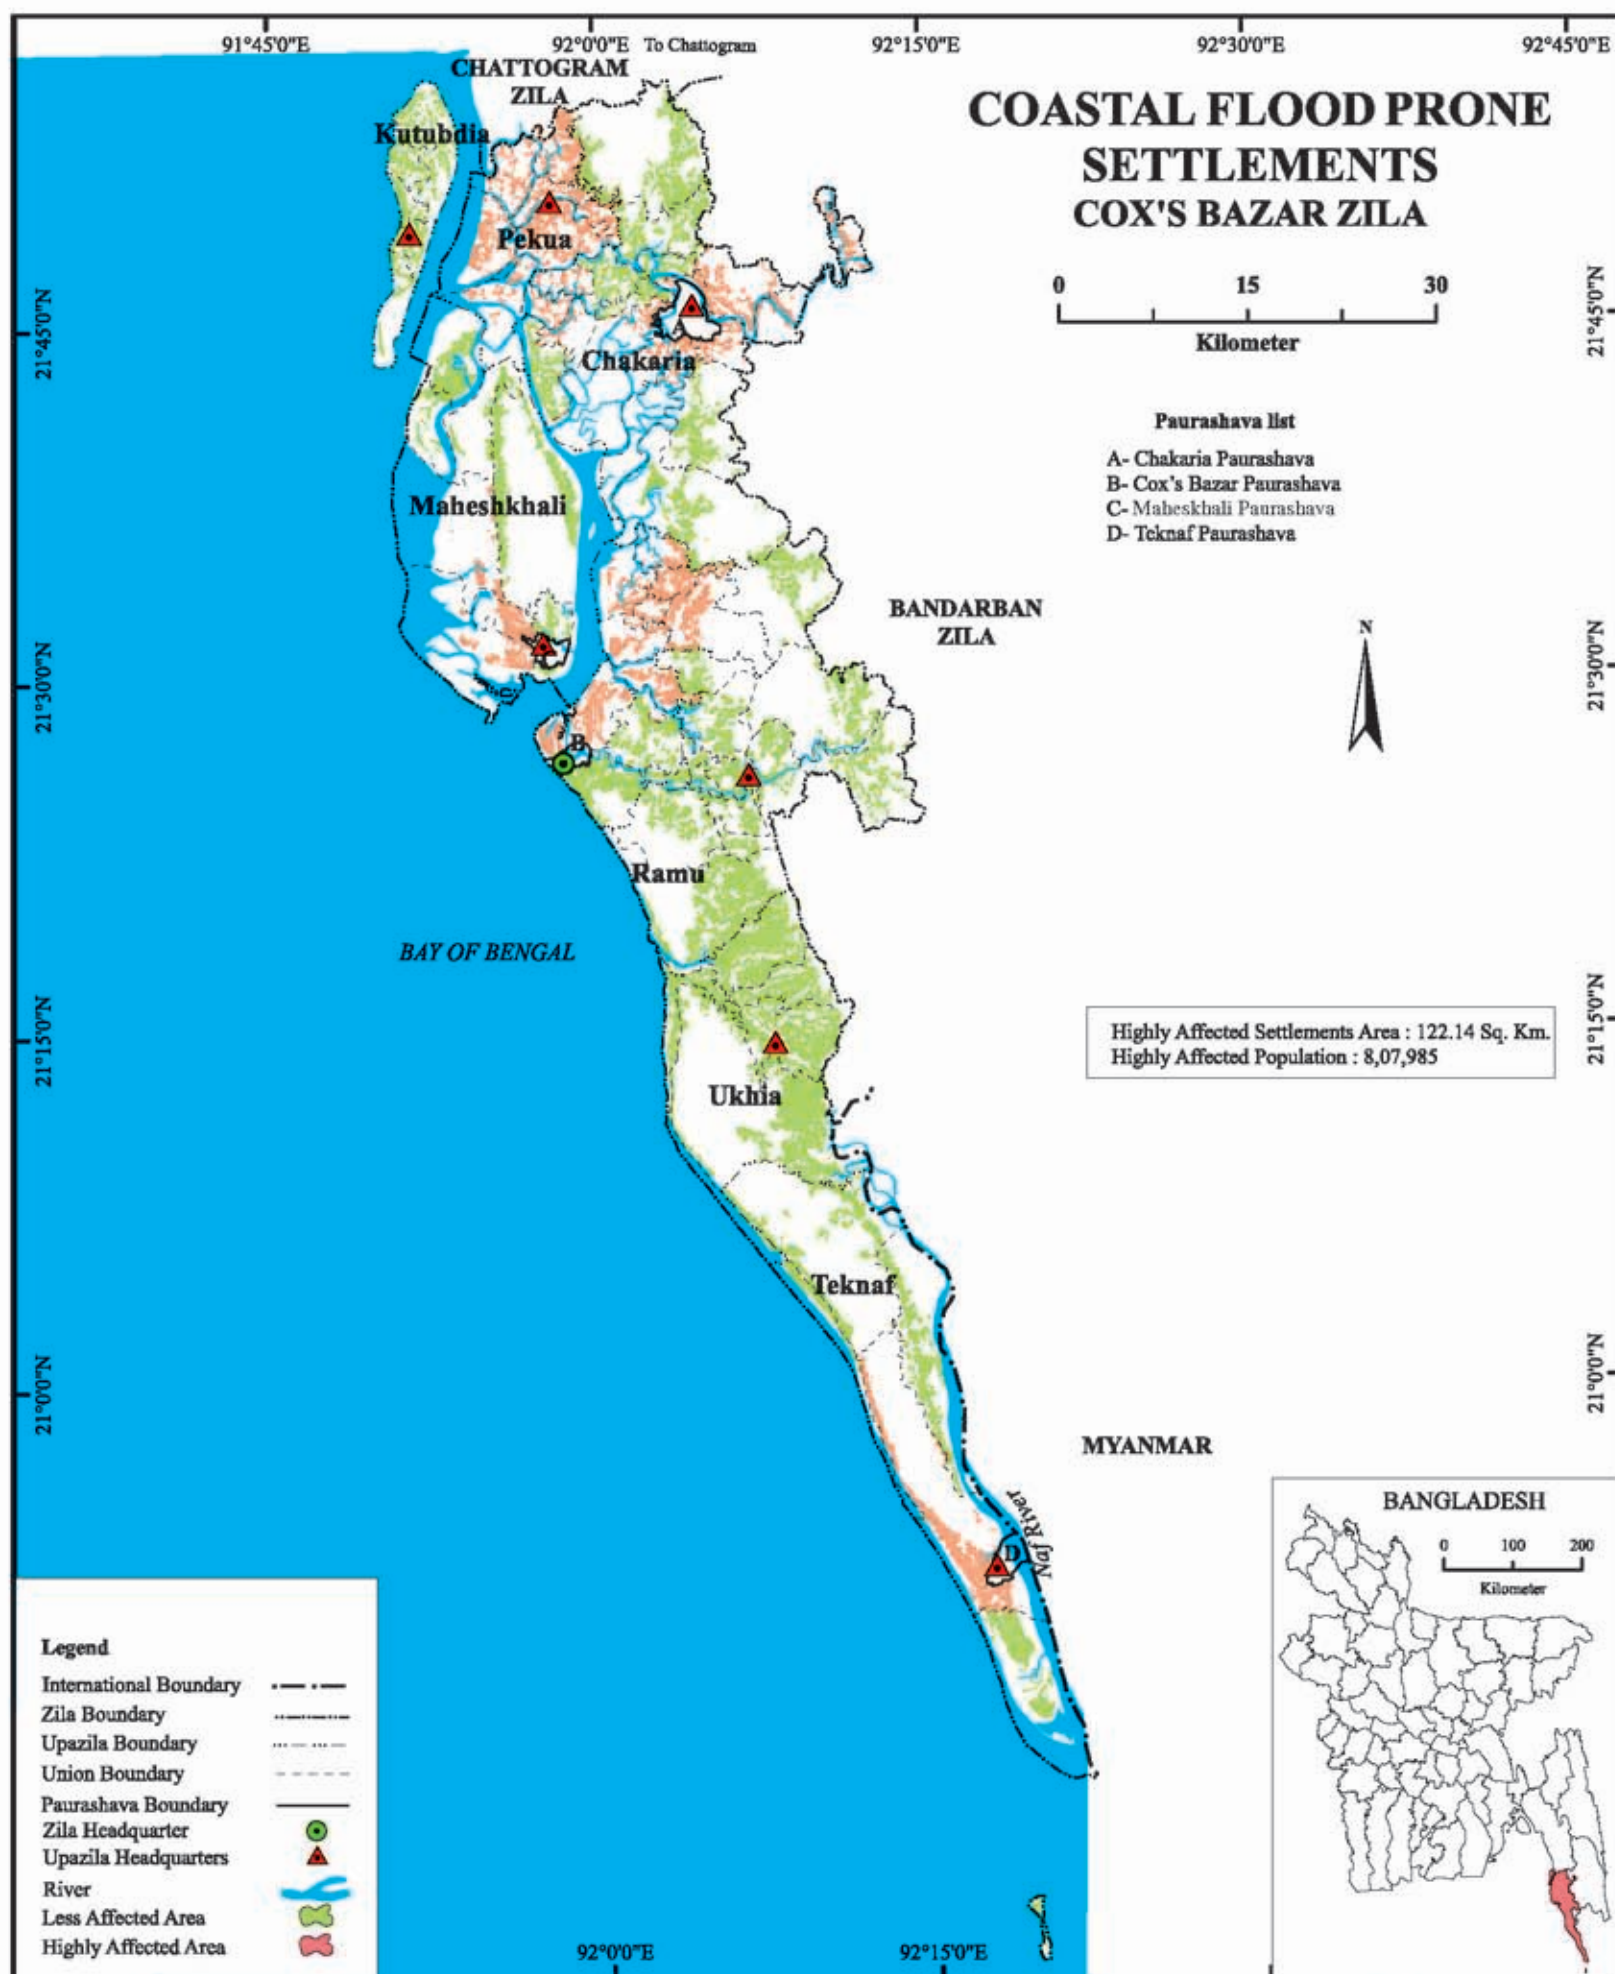 91°45'0"E
92°0'0"E
To Chattogram
92°15'0"E
92°30'0"E
92°45'0"E
CHATTOGRAM
ZILA
COASTAL FLOOD PRONE
SETTLEMENTS
COX'S BAZAR ZILA
Kutubdia
Pekua
0 15 30
Kilometer
21°45'0"N
21°45'0"N
A
Chakaria
Paurashava list
A- Chakaria Paurashava
B- Cox's Bazar Paurashava
C- Maheskhali Paurashava
D- Teknaf Paurashava
Maheshkhali
BANDARBAN
ZILA
N
21°30'0"N
21°30'0"N
C
B
Ramu
BAY OF BENGAL
21°15'0"N
21°15'0"N
Highly Affected Settlements Area : 122.14 Sq. Km.
Highly Affected Population : 8,07,985
Ukhia
Teknaf
21°0'0"N
21°0'0"N
MYANMAR
Naf River
D
BANGLADESH
0 100 200
Kilometer
Legend
International Boundary
Zila Boundary
Upazila Boundary
Union Boundary
Paurashava Boundary
Zila Headquarter
Upazila Headquarters
River
Less Affected Area
Highly Affected Area
92°0'0"E
92°15'0"E